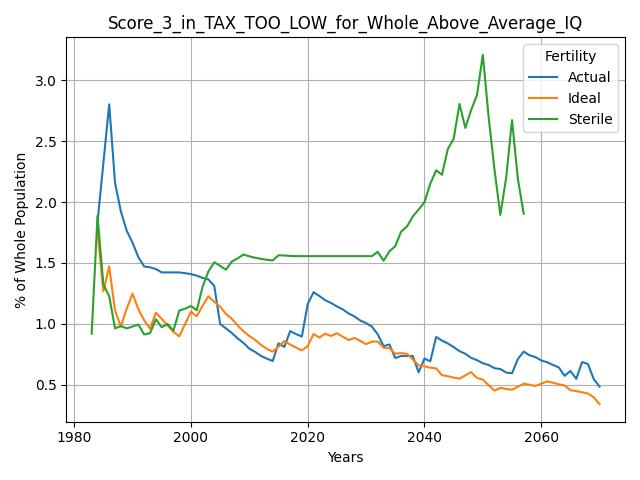 Score_3_in_TAX_TOO_LOW_for_Whole_Above_Average_IQ
% of Whole Population
3.0
2.5
2.0
1.5
1.0
0.5
Fertility
Actual
Ideal
Sterile
1980
2000
2020
2040
2060
Years